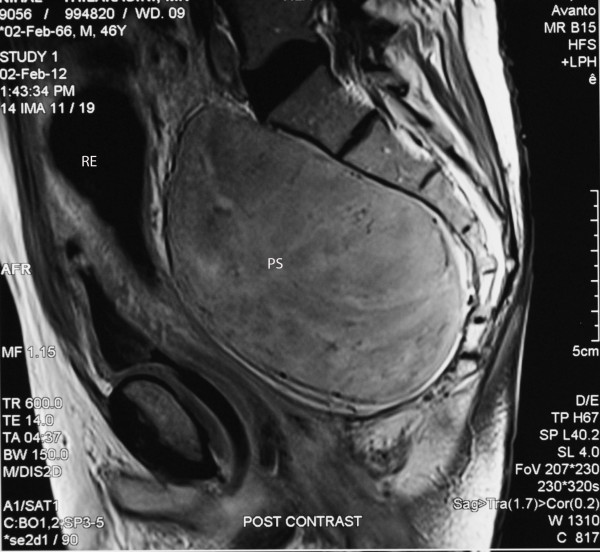 9056 / 994820 / WD. 09
*02-Feb-66, M, 46Y
STUDY 1
02-Feb-12
1:43:34 PM
14 IMA 11 / 19
Avanto
MR B15
HFS
+LPH
ê
RE
PS
AFR
MF 1.15
5cm
TR 600.0
TE 14.0
TA 04:37
BW 150.0
M/DIS2D
A1/SAT1
C:BO1,2,SP3-5
*se2d1 / 90
POST CONTRAST
D/E
TP H67
SP L40.2
SL 4.0
FoV 207*230
230*320s
Sag>Tra(1.7)>Cor(0.2)
W 1310
C 817